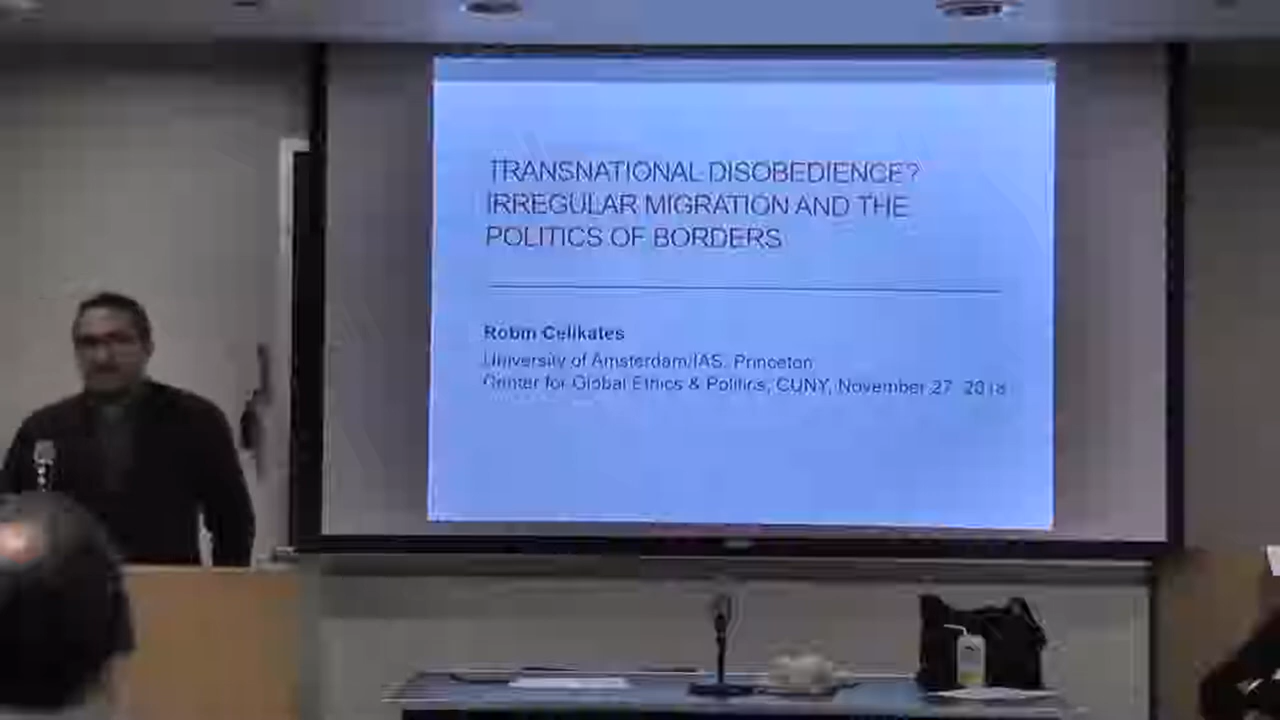 TRANSNATIONAL DISOBEDIENCE?
IRREGULAR MIGRATION AND THE
POLITICS OF BORDERS
Robin Celikates
University of Amsterdam/IAS, Princeton
Center for Global Ethics & Politics, CUNY, November 27 2018